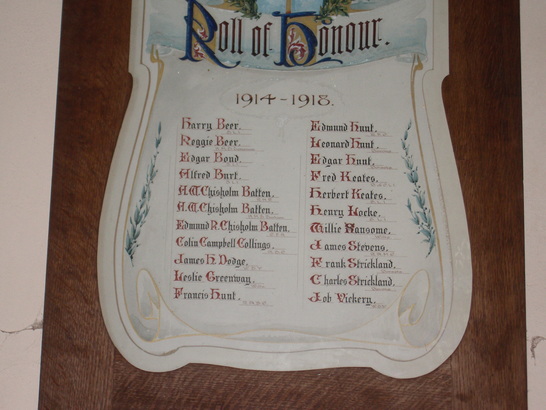 Roll of Honour.
1914-1918.
Harry Beer.
Reggie Beer.
Edgar Bond.
Alfred Burt.
A.W. Chisholm Batten.
A.W. Chisholm Batten.
Edmund R. Chisholm Batten.
Colin Campbell Collings.
James H. Dodge.
Leslie Greenway.
Francis Hunt.
Edmund Hunt.
Leonard Hunt.
Edgar Hunt.
Fred Keates.
Herbert Keates.
Henry Locke.
Willie Ransome.
James Stevens.
Frank Strickland.
Charles Strickland.
Job Vickery.